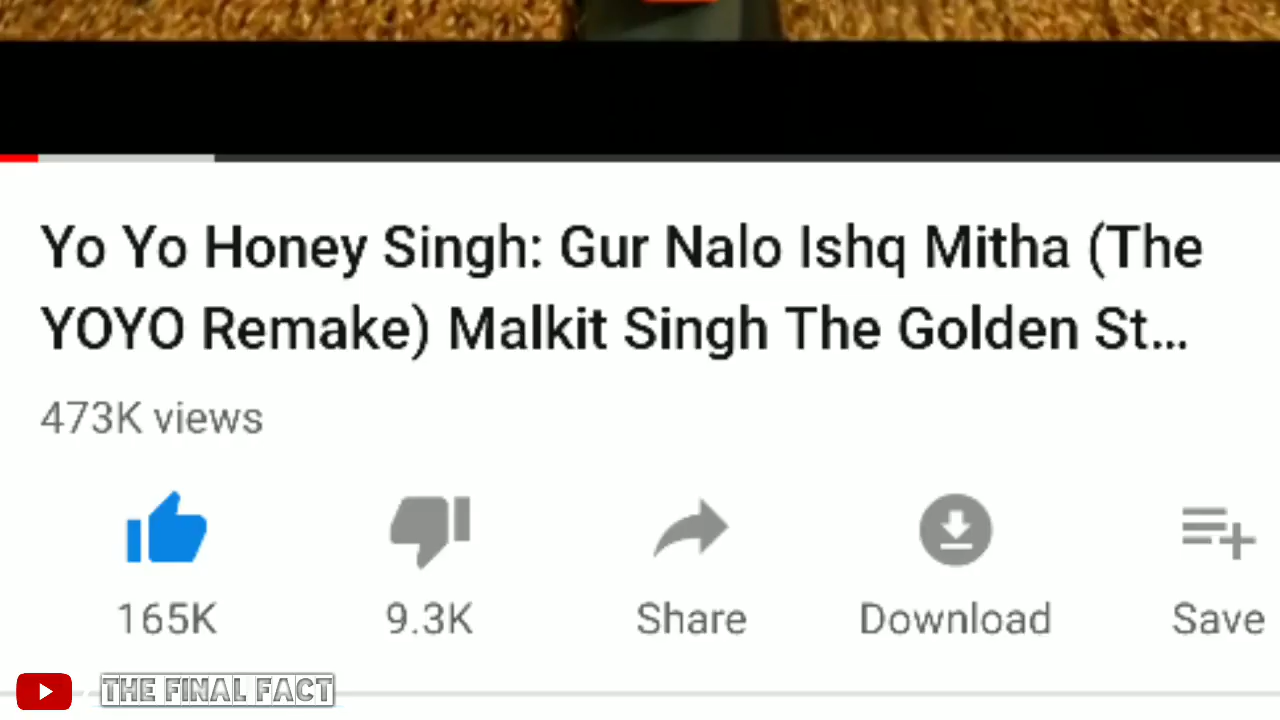 Yo Yo Honey Singh: Gur Nalo Ishq Mitha (The
YOYO Remake) Malkit Singh The Golden St...
473K views
165K
9.3K
Share
Download
Save
THE FINAL FACT